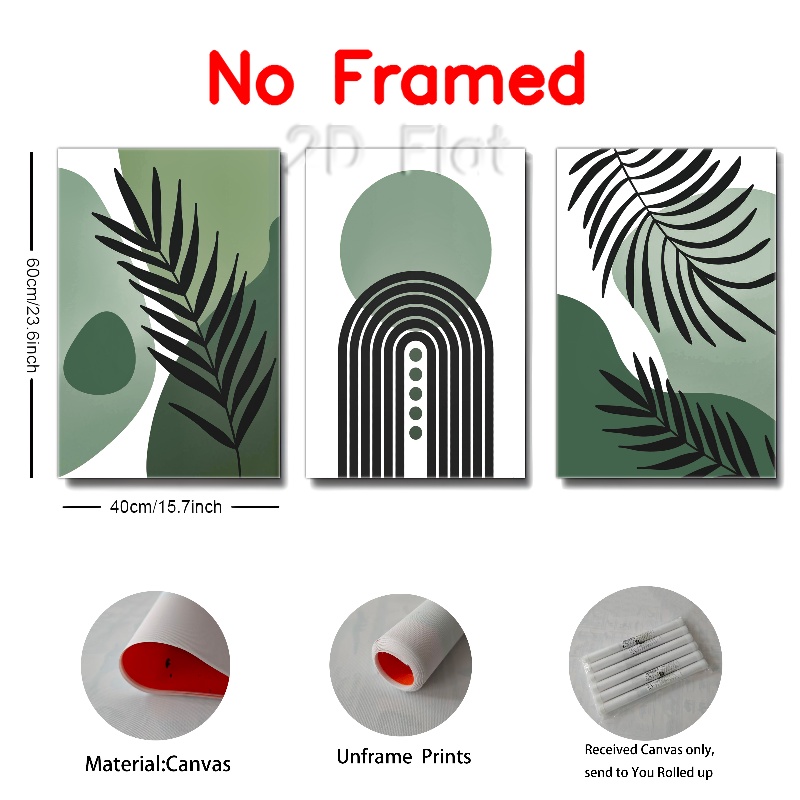 No Framed
2D Flat
60cm/23.6inch
40cm/15.7inch
Material:Canvas
Unframe Prints
Received Canvas only,
send to You Rolled up